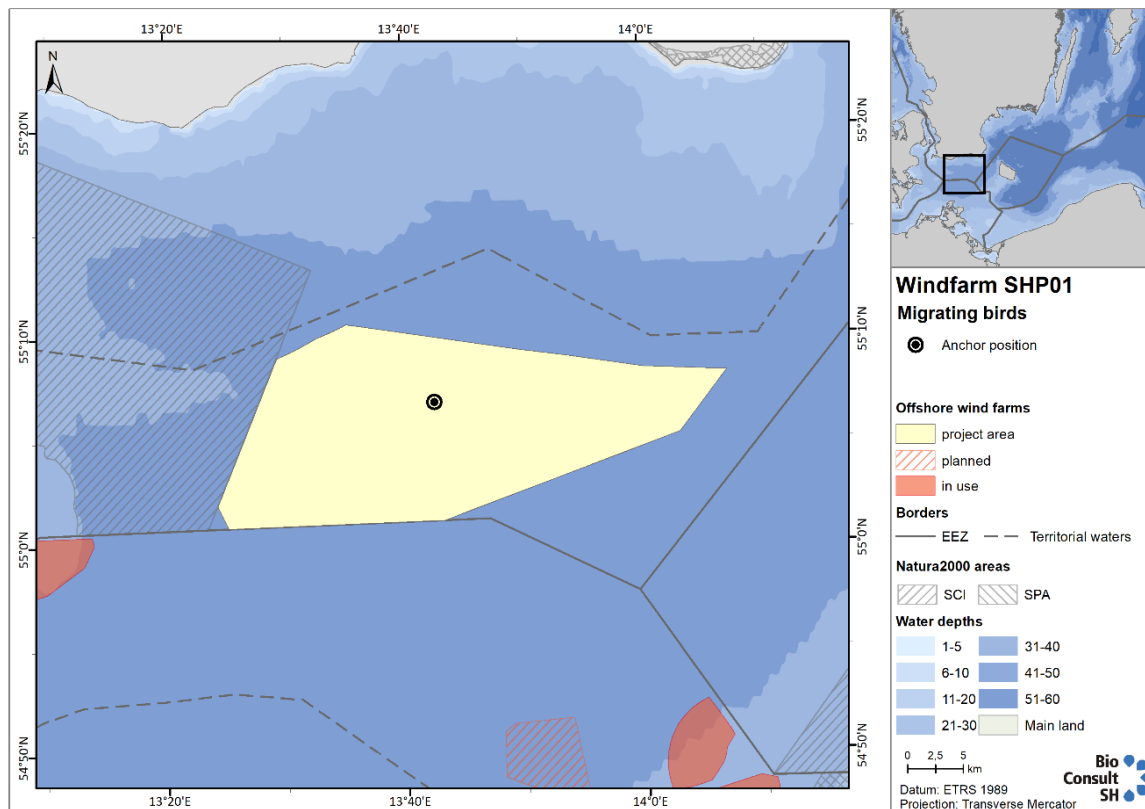 13°20'E 13°40'E 14°0'E
N
55°20'N 55°20'N
55°10'N 55°10'N
55°0'N 55°0'N
54°50'N 54°50'N
13°20'E 13°40'E 14°0'E
Windfarm SHP01
Migrating birds
Anchor position
Offshore wind farms
project area
planned
in use
Borders
EEZ Territorial waters
Natura2000 areas
SCI SPA
Water depths
1-5 31-40
6-10 41-50
11-20 51-60
21-30 Main land
0 2,5 5
km
Datum: ETRS 1989
Projection: Transverse Mercator
Bio
Consult
SH